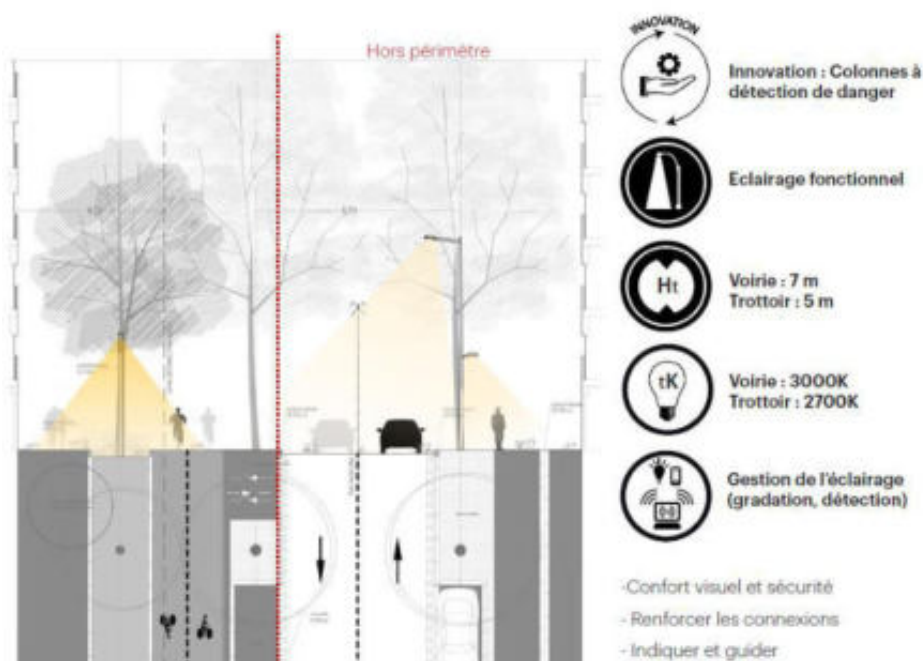 Hors périmètre
INNOVATION
Innovation : Colonnes à
détection de danger
Eclairage fonctionnel
Ht
Voirie : 7 m
Trottoir : 5 m
tK
Voirie : 3000K
Trottoir : 2700K
Gestion de l'éclairage
(gradation, détection)
-Confort visuel et sécurité
- Renforcer les connexions
- Indiquer et guider